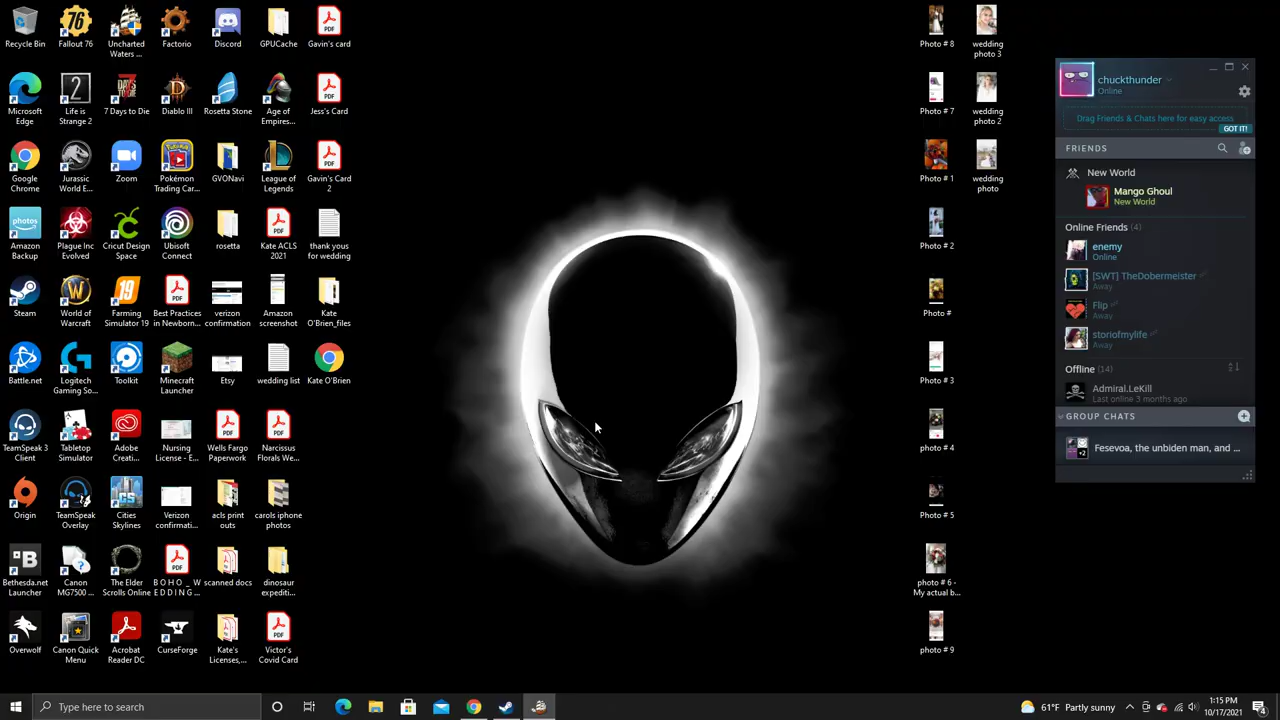 Recycle Bin
Fallout 76
Uncharted
Waters ...
Factorio
Discord
GPUCache
Gavin's card
Microsoft
Edge
Life is
Strange 2
7 Days to Die
Diablo III
Rosetta Stone
Age of
Empires...
Jess's Card
Google
Chrome
Jurassic
World E...
Zoom
Pokémon
Trading Car...
GVONavi
League of
Legends
Gavin's Card
2
photos
Amazon
Backup
Plague Inc
Evolved
Cricut Design
Space
Ubisoft
Connect
rosetta
Kate ACLS
2021
thank yous
for wedding
Steam
World of
Warcraft
Farming
Simulator 19
Best Practices
in Newborn...
verizon
confirmation
Amazon
screenshot
Kate
O'Brien_files
Battle.net
Logitech
Gaming So...
Toolkit
Minecraft
Launcher
Etsy
wedding list
Kate O'Brien
TeamSpeak 3
Client
Tabletop
Simulator
Adobe
Creati...
Nursing
License - E...
Wells Fargo
Paperwork
Narcissus
Florals We...
Origin
TeamSpeak
Overlay
Cities
Skylines
Verizon
confirmati...
acls print
outs
carols iphone
photos
Bethesda.net
Launcher
Canon
MG7500 ...
The Elder
Scrolls Online
B O H O _ W
E D D I N G ...
scanned docs
dinosaur
expediti...
Overwolf
Canon Quick
Menu
Acrobat
Reader DC
CurseForge
Kate's
Licenses,...
Victor's
Covid Card
Photo # 8
wedding
photo 3
Photo # 7
wedding
photo 2
Photo # 1
wedding
photo
Photo # 2
Photo #
Photo # 3
photo # 4
Photo # 5
photo # 6 -
My actual b...
photo # 9
chuckthunder
Online
Drag Friends & Chats here for easy access
GOT IT!
FRIENDS
New World
Mango Ghoul
New World
Online Friends (4)
enemy
Online
[SWT] TheDobermeister
Away
Flip
Away
storiofmylife
Away
Offline (14)
Admiral.LeKill
Last online 3 months ago
GROUP CHATS
+2
Fesevoa, the unbiden man, and ...
Type here to search
61°F Partly sunny
1:15 PM
10/17/2021
4